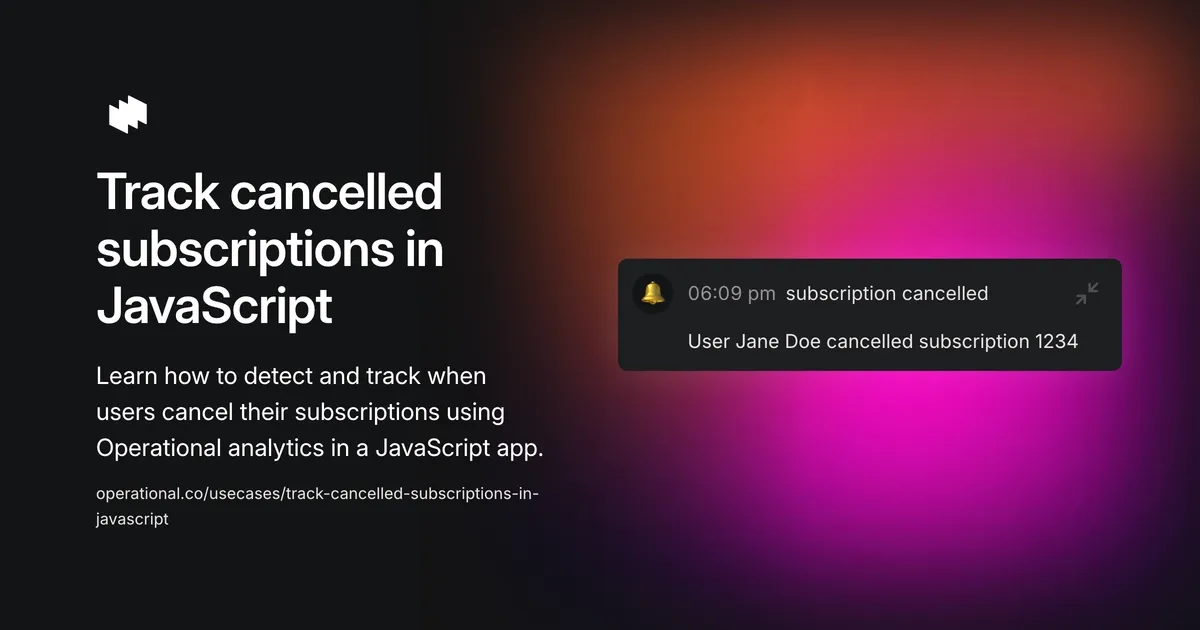 Track cancelled
subscriptions in
JavaScript
Learn how to detect and track when
users cancel their subscriptions using
Operational analytics in a JavaScript app.
operational.co/usecases/track-cancelled-subscriptions-in-
javascript
06:09 pm subscription cancelled
User Jane Doe cancelled subscription 1234